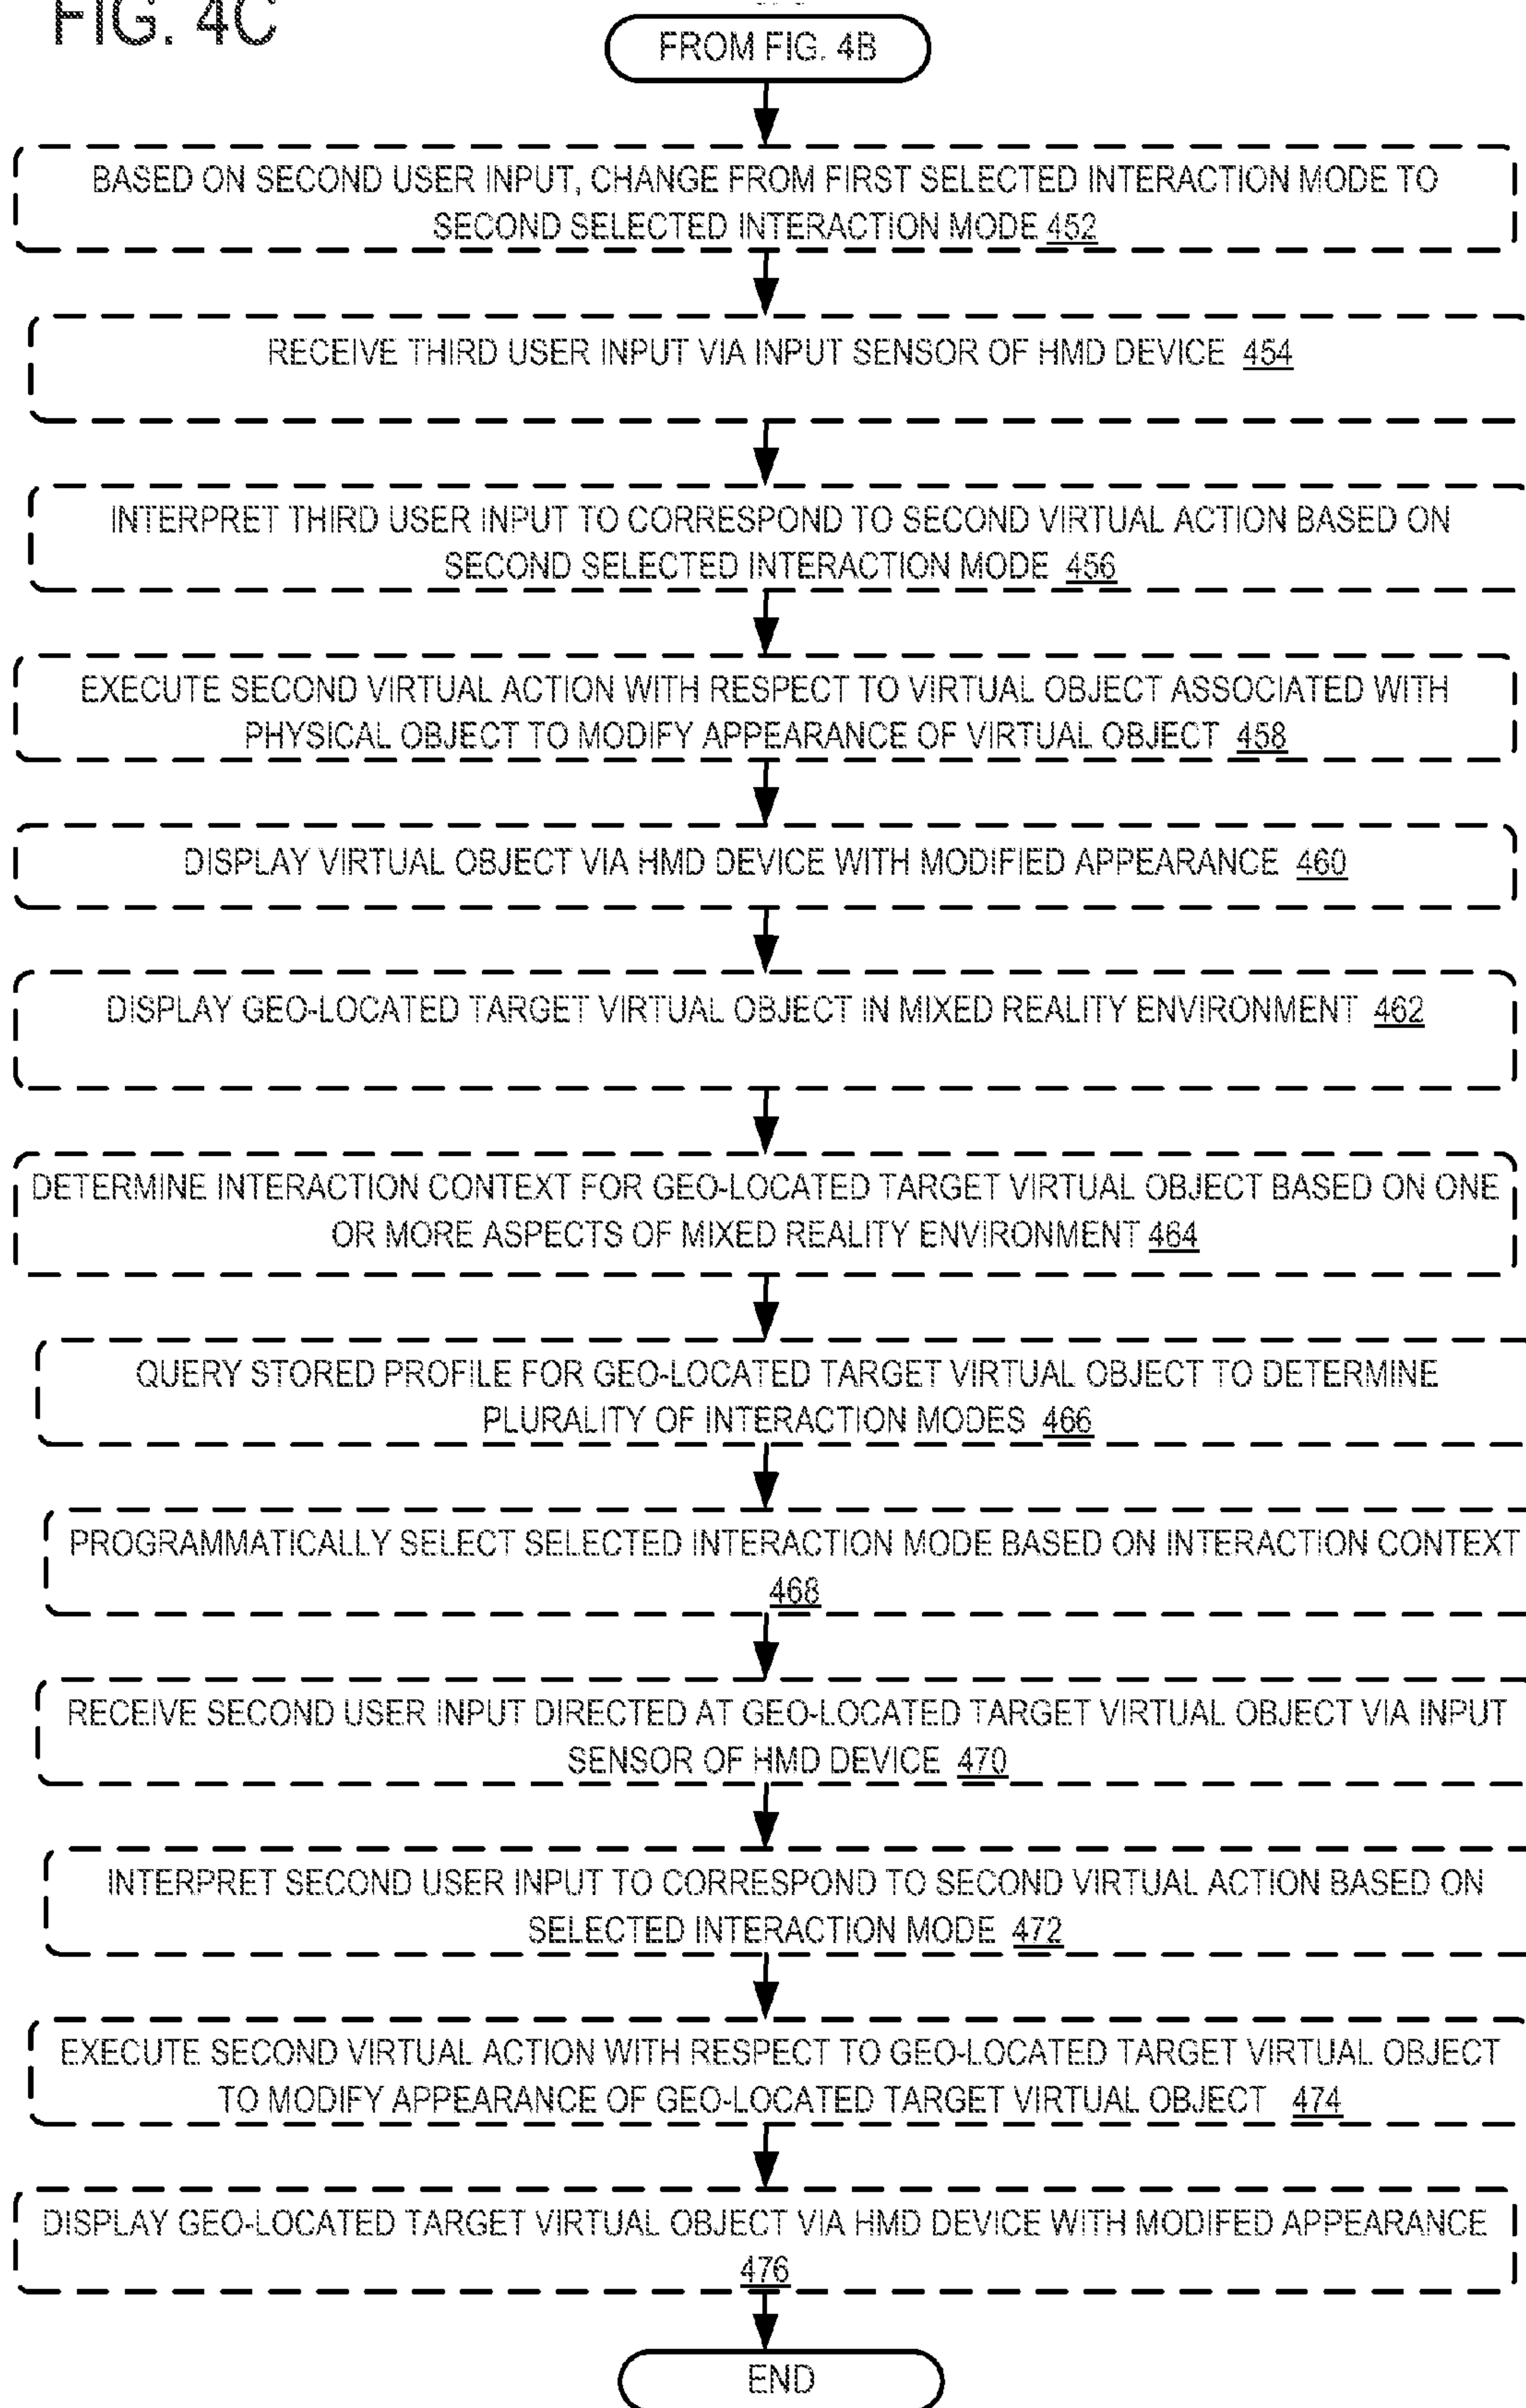 FIG. 4C
FROM FIG. 4B
BASED ON SECOND USER INPUT, CHANGE FROM FIRST SELECTED INTERACTION MODE TO
SECOND SELECTED INTERACTION MODE 452
RECEIVE THIRD USER INPUT VIA INPUT SENSOR OF HMD DEVICE 454
INTERPRET THIRD USER INPUT TO CORRESPOND TO SECOND VIRTUAL ACTION BASED ON
SECOND SELECTED INTERACTION MODE 456
EXECUTE SECOND VIRTUAL ACTION WITH RESPECT TO VIRTUAL OBJECT ASSOCIATED WITH
PHYSICAL OBJECT TO MODIFY APPEARANCE OF VIRTUAL OBJECT 458
DISPLAY VIRTUAL OBJECT VIA HMD DEVICE WITH MODIFIED APPEARANCE 460
DISPLAY GEO-LOCATED TARGET VIRTUAL OBJECT IN MIXED REALITY ENVIRONMENT 462
DETERMINE INTERACTION CONTEXT FOR GEO-LOCATED TARGET VIRTUAL OBJECT BASED ON ONE
OR MORE ASPECTS OF MIXED REALITY ENVIRONMENT 464
QUERY STORED PROFILE FOR GEO-LOCATED TARGET VIRTUAL OBJECT TO DETERMINE
PLURALITY OF INTERACTION MODES 466
PROGRAMMATICALLY SELECT SELECTED INTERACTION MODE BASED ON INTERACTION CONTEXT
468
RECEIVE SECOND USER INPUT DIRECTED AT GEO-LOCATED TARGET VIRTUAL OBJECT VIA INPUT
SENSOR OF HMD DEVICE 470
INTERPRET SECOND USER INPUT TO CORRESPOND TO SECOND VIRTUAL ACTION BASED ON
SELECTED INTERACTION MODE 472
EXECUTE SECOND VIRTUAL ACTION WITH RESPECT TO GEO-LOCATED TARGET VIRTUAL OBJECT
TO MODIFY APPEARANCE OF GEO-LOCATED TARGET VIRTUAL OBJECT 474
DISPLAY GEO-LOCATED TARGET VIRTUAL OBJECT VIA HMD DEVICE WITH MODIFED APPEARANCE
476
END